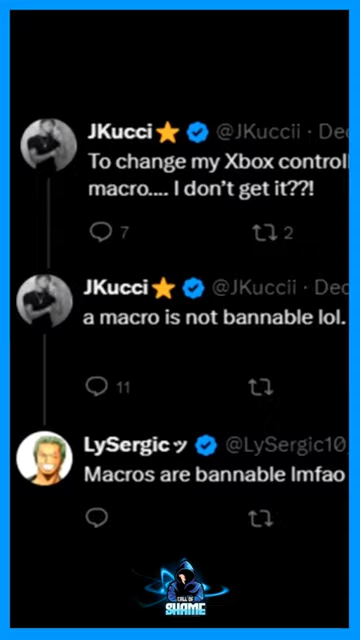 JKucci⭐ @JKuccii · Dec
To change my Xbox control
macro.... I don't get it??!
7 2
JKucci⭐ @JKuccii · Dec
a macro is not bannable lol.
11
LySergicッ @LySergic10
Macros are bannable lmfao
CALL OF
SHAME